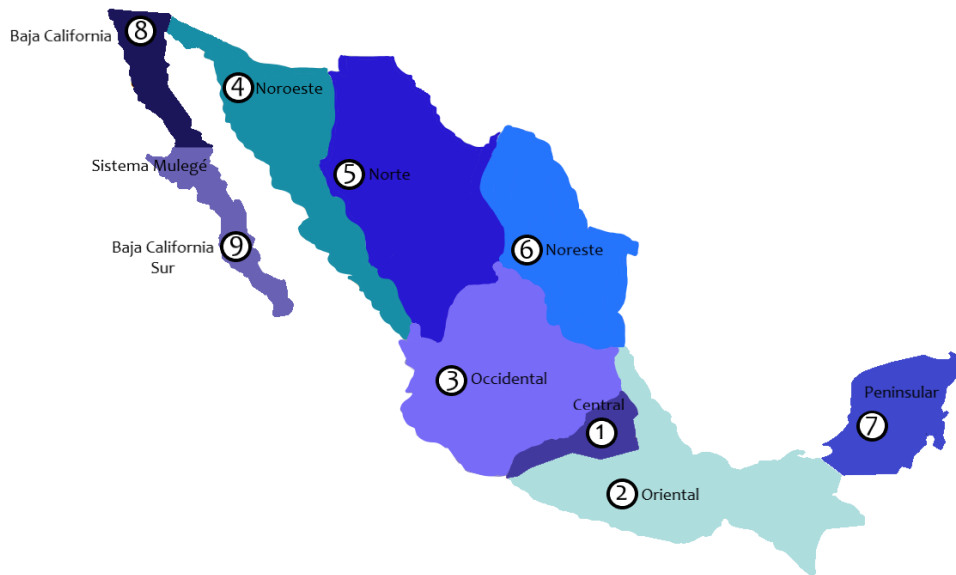 8
Baja California
4
Noroeste
Sistema Mulegé
5
Norte
9
Baja California
Sur
6
Noreste
3
Occidental
Central
1
Peninsular
7
2
Oriental